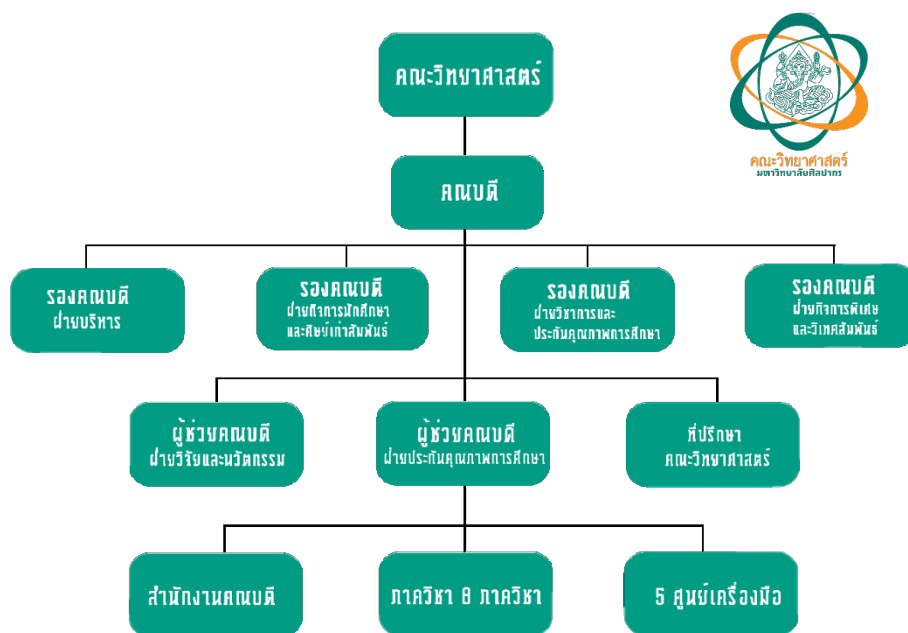 คณะวิทยาศาสตร์
คณะวิทยาศาสตร์
มหาวิทยาลัยศิลปากร
คณบดี
รองคณบดี
ฝ่ายบริหาร
รองคณบดี
ฝ่ายกิจการนักศึกษา
และศิษย์เก่าสัมพันธ์
รองคณบดี
ฝ่ายวิชาการและ
ประกันคุณภาพการศึกษา
รองคณบดี
ฝ่ายกิจการพิเศษ
และวิเทศสัมพันธ์
ผู้ช่วยคณบดี
ฝ่ายวิจัยและนวัตกรรม
ผู้ช่วยคณบดี
ฝ่ายประกันคุณภาพการศึกษา
ที่ปรึกษา
คณะวิทยาศาสตร์
สำนักงานคณบดี
ภาควิชา 8 ภาควิชา
5 ศูนย์เครื่องมือ